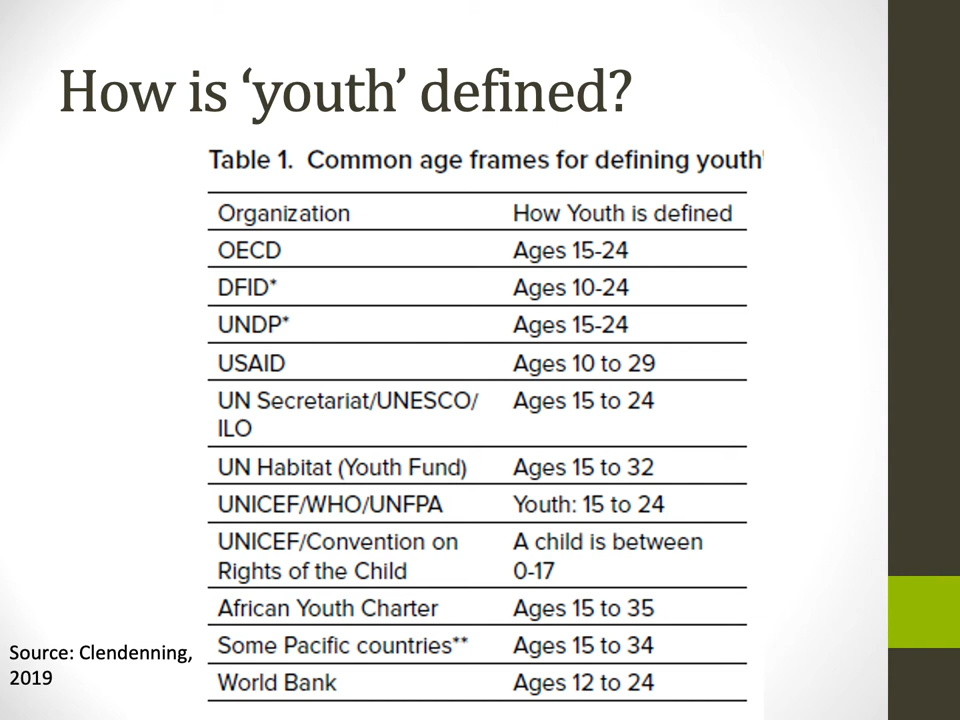 How is ‘youth’ defined?
Table 1. Common age frames for defining youth
Organization How Youth is defined
OECD Ages 15-24
DFID* Ages 10-24
UNDP* Ages 15-24
USAID Ages 10 to 29
UN Secretariat/UNESCO/ Ages 15 to 24
ILO
UN Habitat (Youth Fund) Ages 15 to 32
UNICEF/WHO/UNFPA Youth: 15 to 24
UNICEF/Convention on A child is between
Rights of the Child 0-17
African Youth Charter Ages 15 to 35
Some Pacific countries** Ages 15 to 34
World Bank Ages 12 to 24
Source: Clendenning,
2019